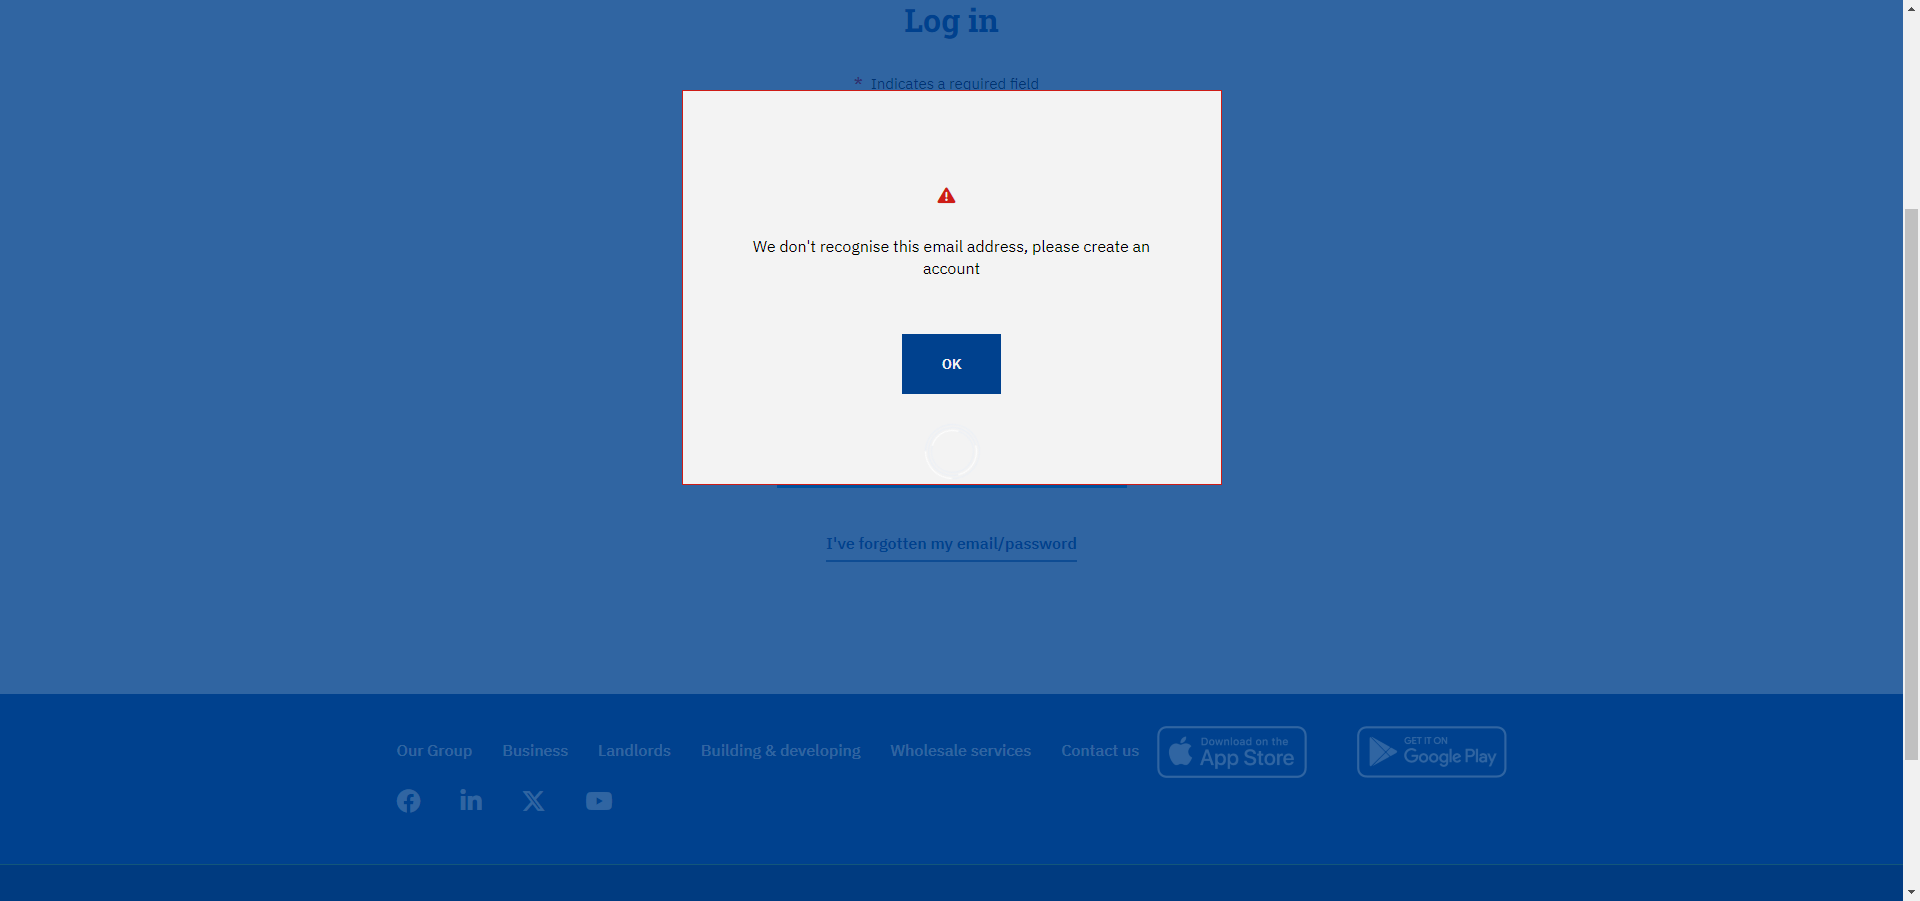 Log in
* Indicates a required field
We don't recognise this email address, please create an
account
OK
I've forgotten my email/password
Our Group Business Landlords Building & developing Wholesale services Contact us
Download on the
App Store
GET IT ON
Google Play